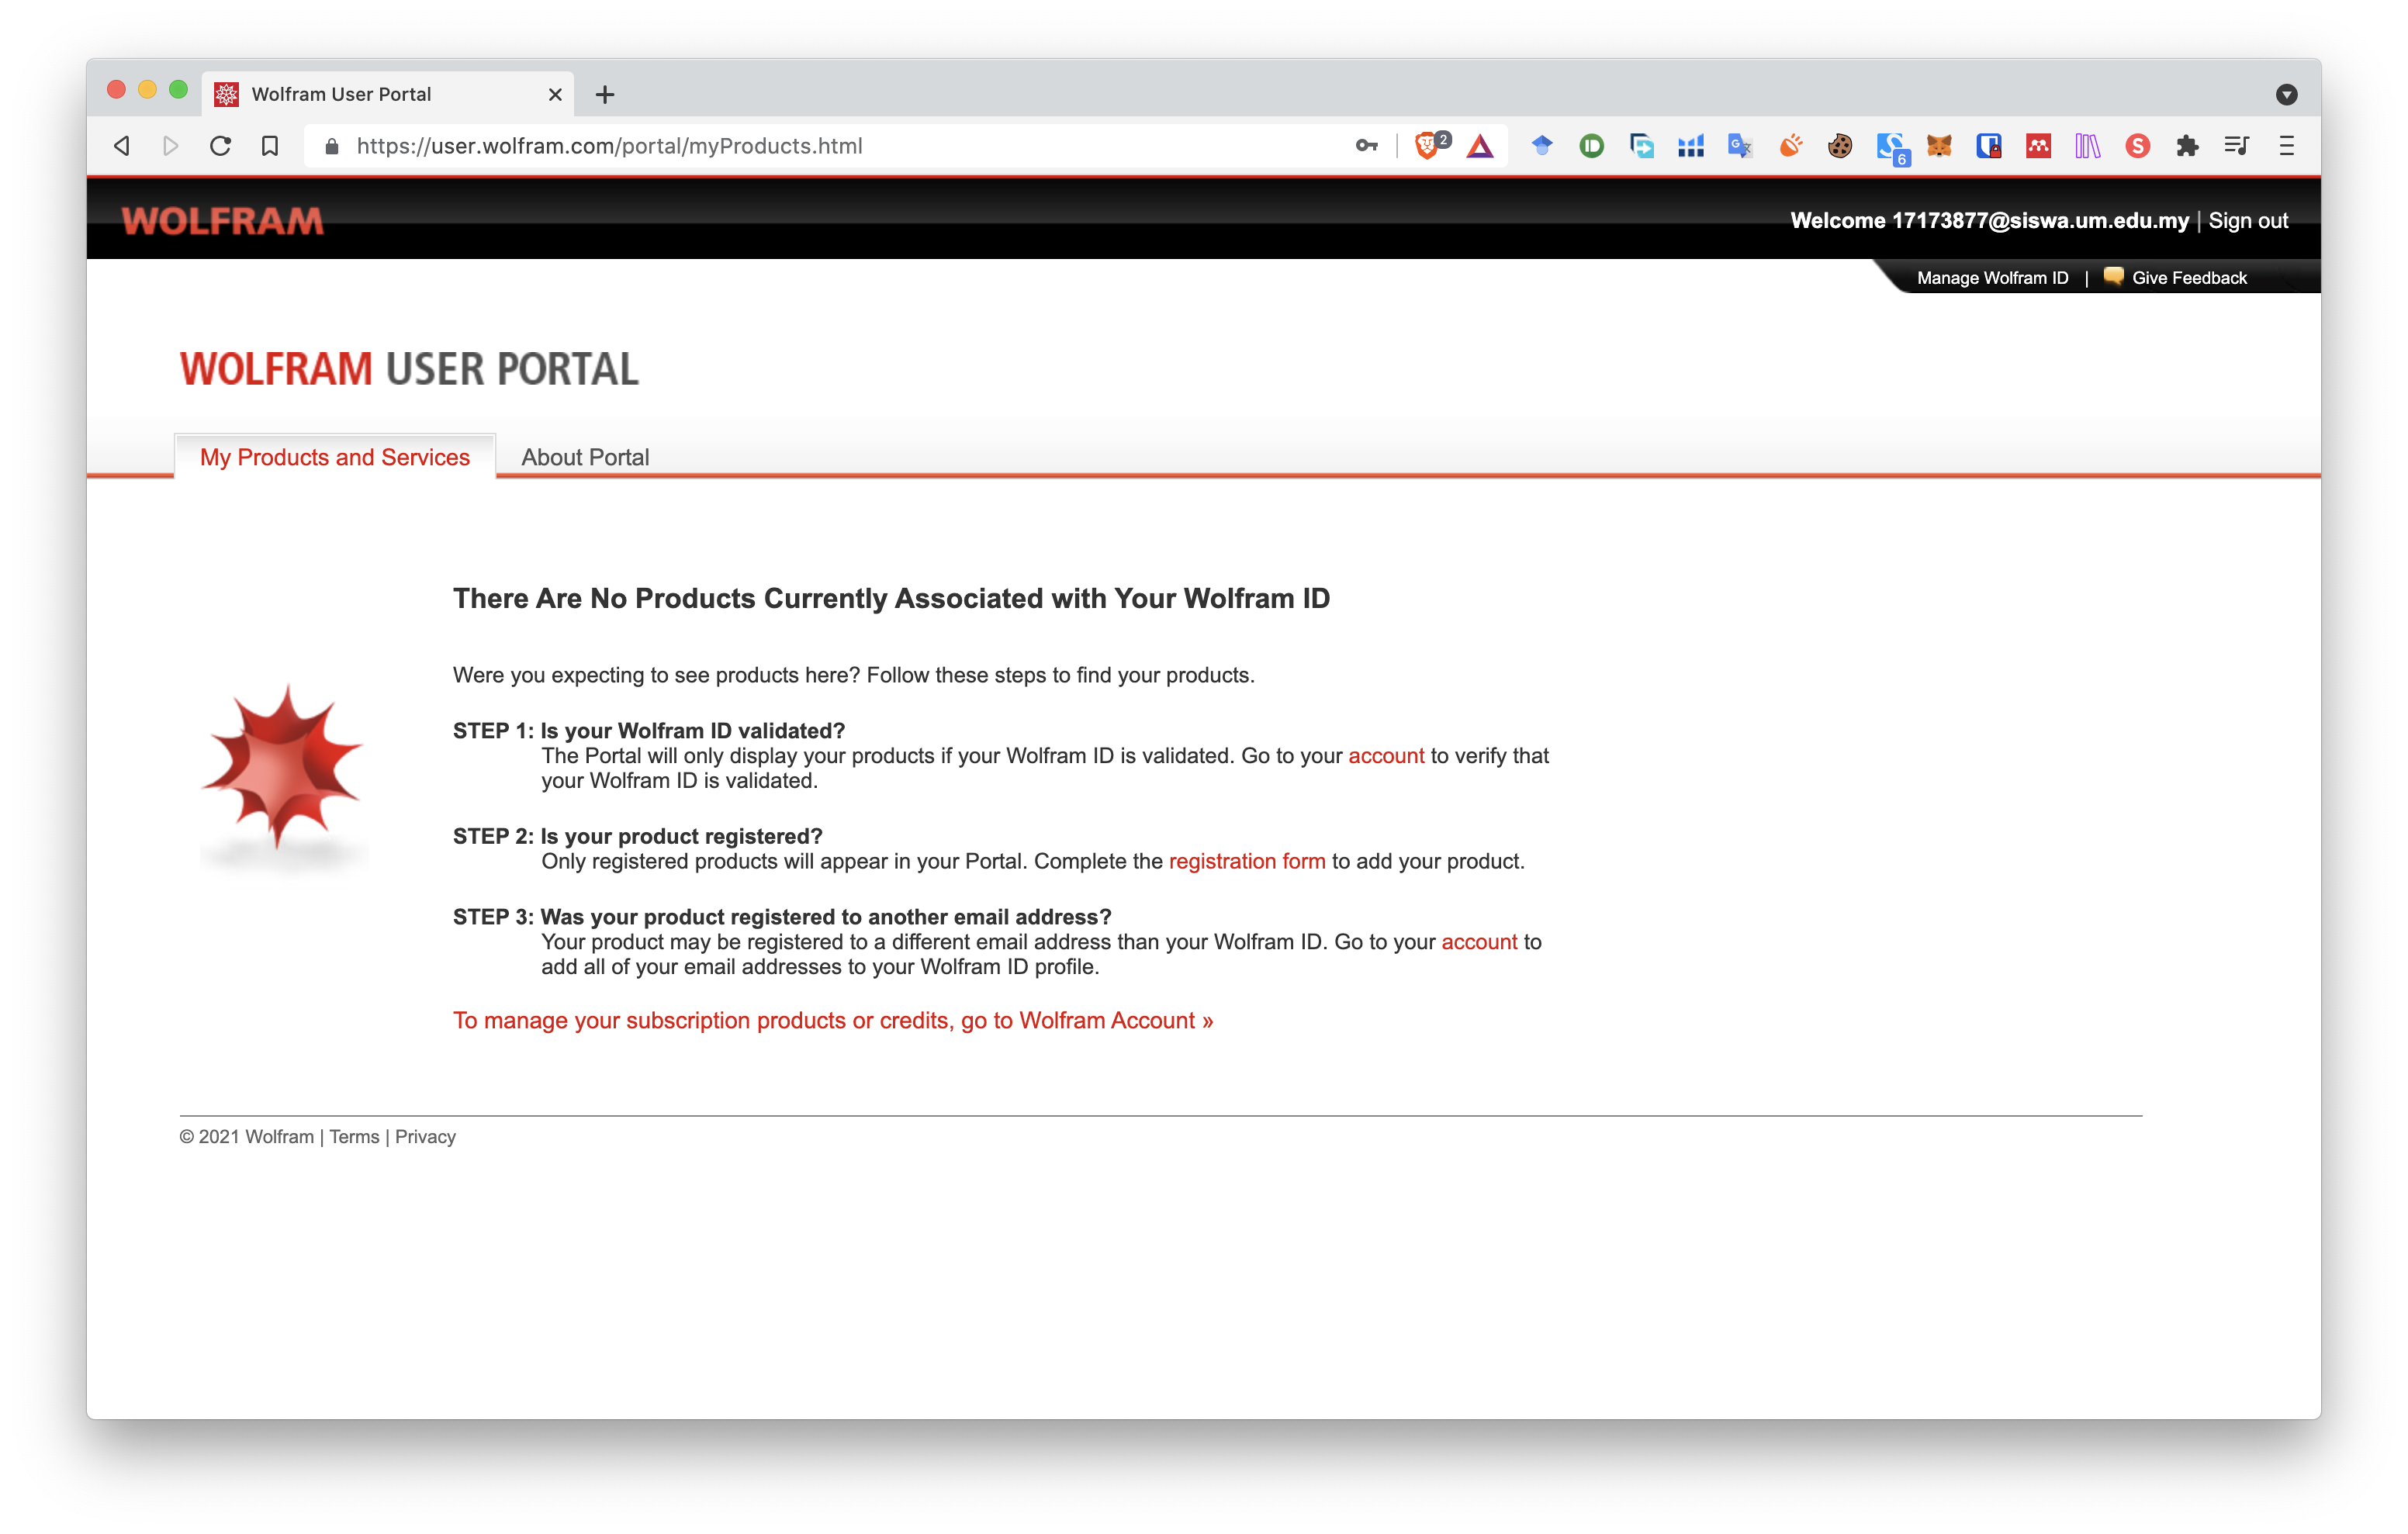 Wolfram User Portal
https://user.wolfram.com/portal/myProducts.html
2
6
S
WOLFRAM
Welcome 17173877@siswa.um.edu.my | Sign out
Manage Wolfram ID | Give Feedback
WOLFRAM USER PORTAL
My Products and Services
About Portal
There Are No Products Currently Associated with Your Wolfram ID
Were you expecting to see products here? Follow these steps to find your products.
STEP 1: Is your Wolfram ID validated?
The Portal will only display your products if your Wolfram ID is validated. Go to your account to verify that
your Wolfram ID is validated.
STEP 2: Is your product registered?
Only registered products will appear in your Portal. Complete the registration form to add your product.
STEP 3: Was your product registered to another email address?
Your product may be registered to a different email address than your Wolfram ID. Go to your account to
add all of your email addresses to your Wolfram ID profile.
To manage your subscription products or credits, go to Wolfram Account »
© 2021 Wolfram | Terms | Privacy